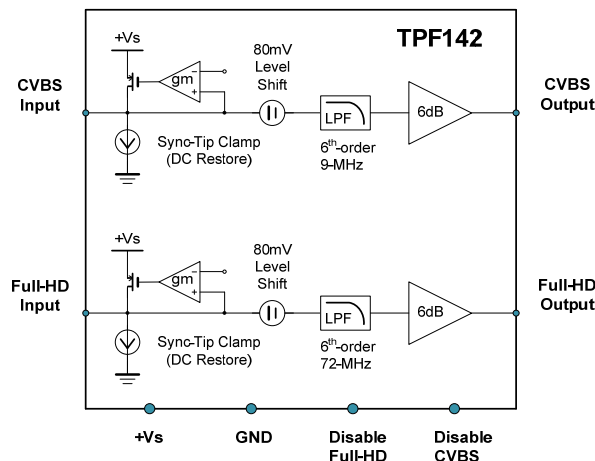 TPF142
+Vs
80mV
Level
Shift
CVBS
Input
gm
−
+
LPF
6dB
CVBS
Output
Sync-Tip Clamp
(DC Restore)
6th-order
9-MHz
+Vs
80mV
Level
Shift
Full-HD
Input
gm
−
+
LPF
6dB
Full-HD
Output
Sync-Tip Clamp
(DC Restore)
6th-order
72-MHz
+Vs
GND
Disable
Full-HD
Disable
CVBS